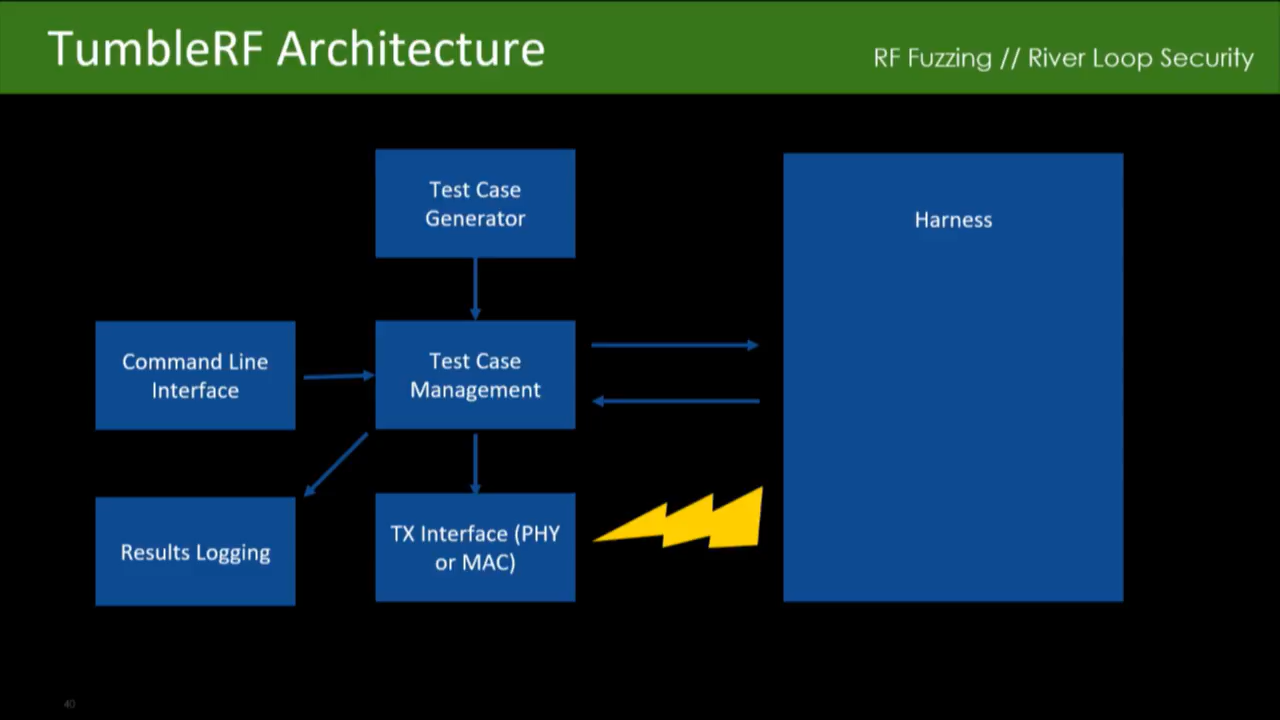 TumbleRF Architecture
RF Fuzzing // River Loop Security
Test Case
Generator
Harness
Command Line
Interface
Test Case
Management
Results Logging
TX Interface (PHY
or MAC)
40